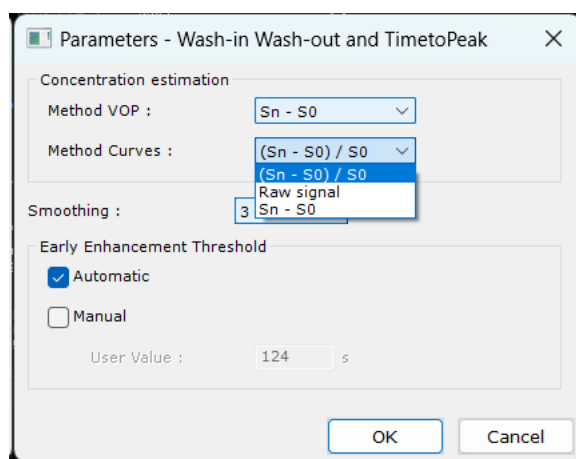 Parameters - Wash-in Wash-out and TimetoPeak
Concentration estimation
Method VOP : Sn - S0
Method Curves : (Sn - S0) / S0
(Sn - S0) / S0
Raw signal
Smoothing : 3 Sn - S0
Early Enhancement Threshold
Automatic
Manual
User Value : 124 s
OK Cancel